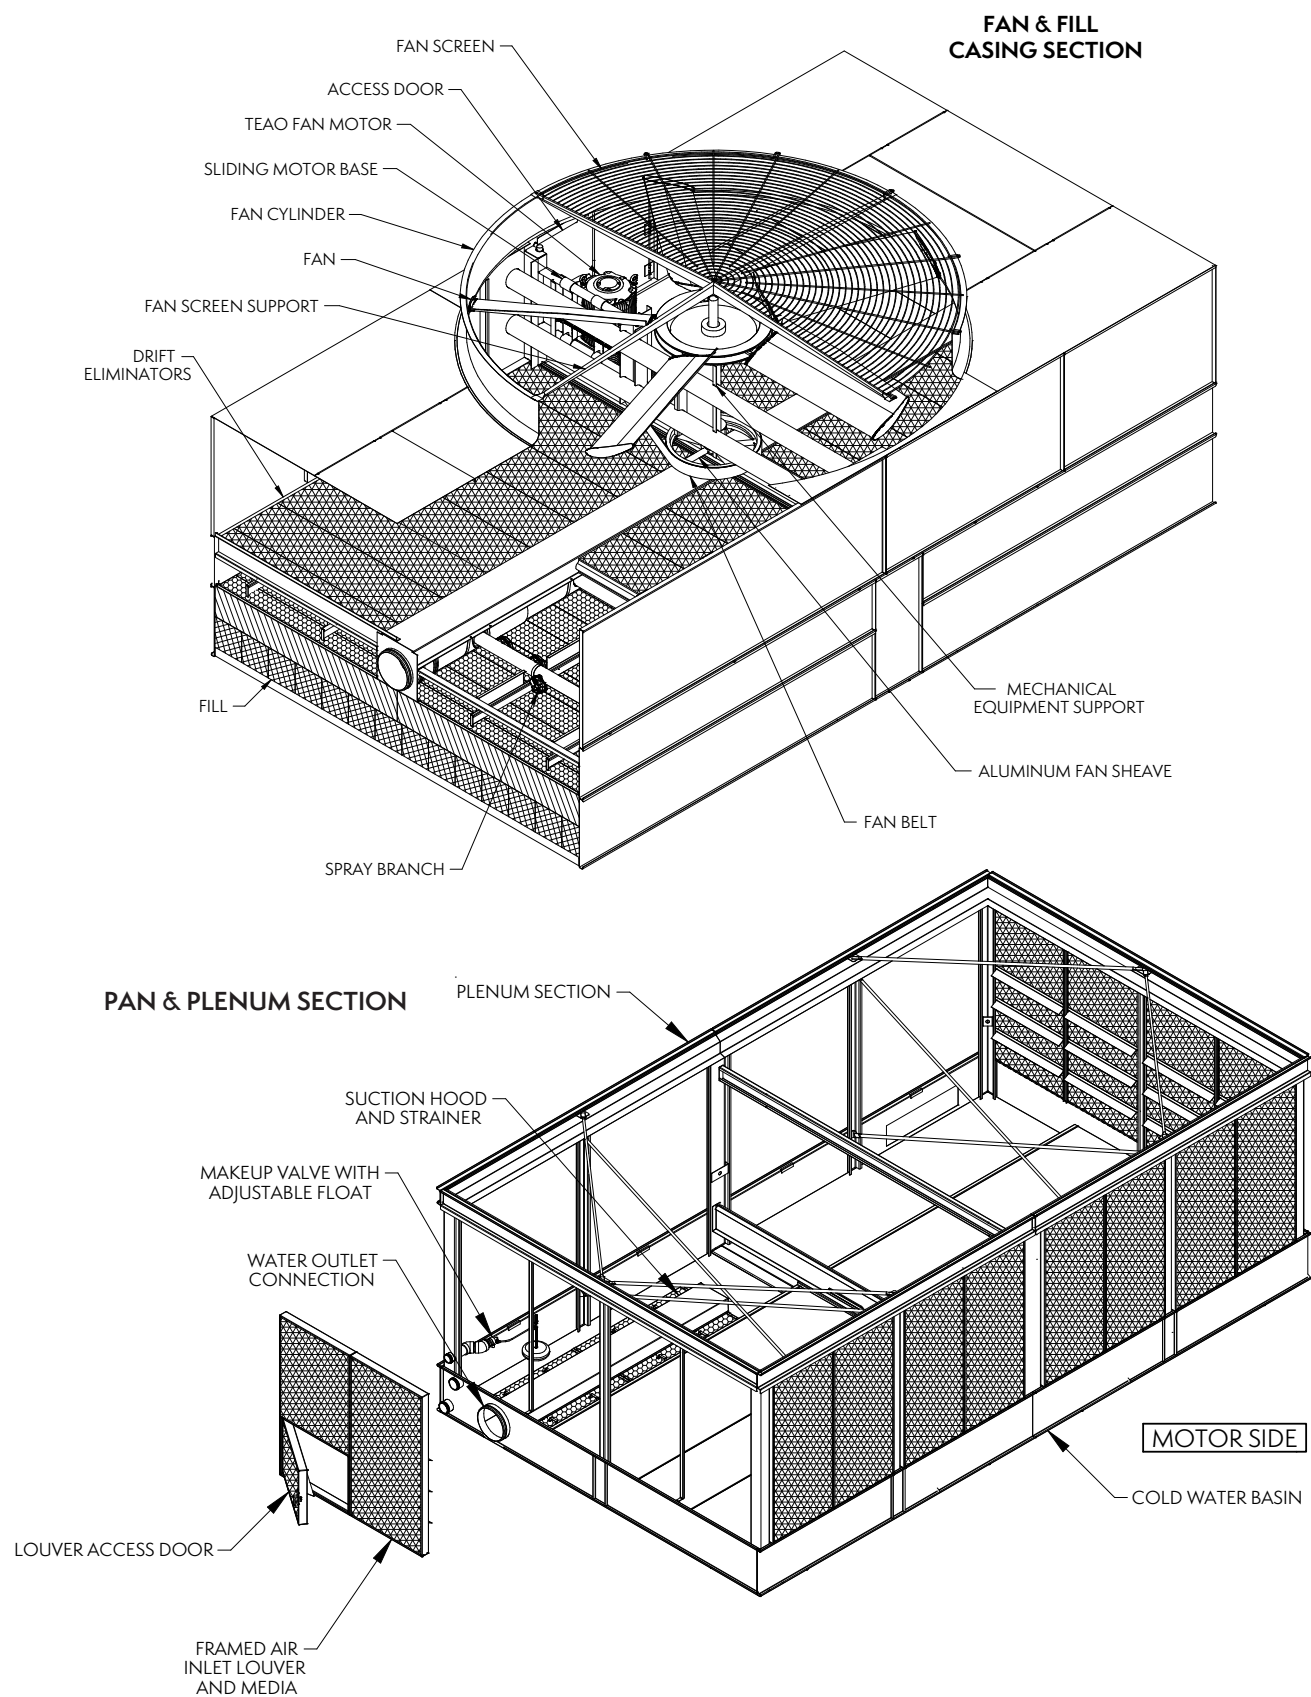 FAN & FILL
CASING SECTION
FAN SCREEN
ACCESS DOOR
TEAO FAN MOTOR
SLIDING MOTOR BASE
FAN CYLINDER
FAN
FAN SCREEN SUPPORT
DRIFT
ELIMINATORS
FILL
SPRAY BRANCH
MECHANICAL
EQUIPMENT SUPPORT
ALUMINUM FAN SHEAVE
FAN BELT
PAN & PLENUM SECTION
PLENUM SECTION
SUCTION HOOD
AND STRAINER
MAKEUP VALVE WITH
ADJUSTABLE FLOAT
WATER OUTLET
CONNECTION
MOTOR SIDE
COLD WATER BASIN
LOUVER ACCESS DOOR
FRAMED AIR
INLET LOUVER
AND MEDIA